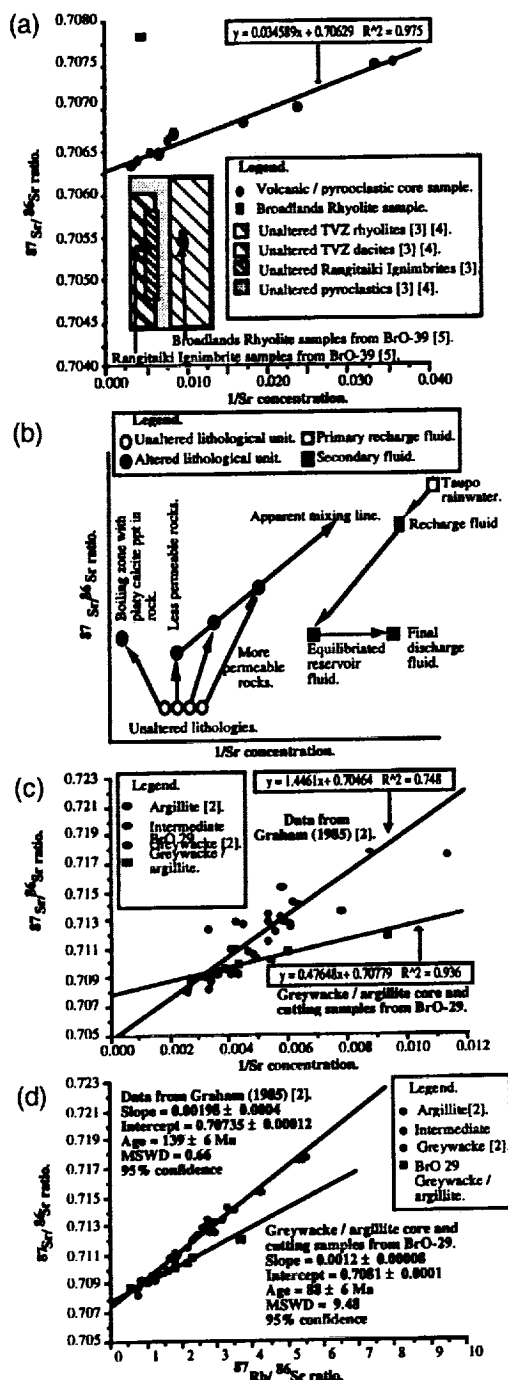 (a)
0.7080
0.7070
0.7065
0.7060
0.7055
0.7050
0.7045
0.7040
⁸⁷Sr/⁸⁶Sr ratio.
y = 0.034589x + 0.70629 R^2 = 0.975
Legend.
Volcanic / pyrooclastic core sample.
Broadlands Rhyolite sample.
Unaltered TVZ rhyolites [3] [4].
Unaltered TVZ dacites [3] [4].
Unaltered Rangitaiki Ignimbrites [3].
Unaltered pyroclastics [3] [4].
Broadlands Rhyolite samples from BrO-39 [5].
Rangitaiki Ignimbrite samples from BrO-39 [5].
0.000 0.010 0.020 0.030 0.040
1/Sr concentration.
(b)
Legend.
Unaltered lithological unit. Primary recharge fluid.
Altered lithological unit. Secondary fluid.
⁸⁷Sr/⁸⁶Sr ratio.
Boiling zone with
platy calcite ppt in
rock.
Less permeable rocks.
Apparent mixing line.
Taupo
rainwater.
Recharge fluid
More
permeable
rocks.
Equilibriated
reservoir
fluid.
Final
discharge
fluid.
Unaltered lithologies.
1/Sr concentration.
(c)
0.723
0.721
0.719
0.717
0.715
0.713
0.711
0.709
0.707
0.705
⁸⁷Sr/⁸⁶Sr ratio.
Legend.
Argillite [2].
Intermediate
BrO 29
Greywacke [2].
Greywacke /
argillite.
y = 1.4461x + 0.70464 R^2 = 0.748
Data from
Graham (1985) [2].
y = 0.47648x + 0.70779 R^2 = 0.936
Greywacke / argillite core and
cutting samples from BrO-29.
0.000 0.002 0.004 0.006 0.008 0.010 0.012
1/Sr concentration.
(d)
0.723
0.721
0.719
0.717
0.715
0.713
0.711
0.709
0.707
0.705
⁸⁷Sr/⁸⁶Sr ratio.
Data from Graham (1985) [2].
Slope = 0.00198 ± 0.0004
Intercept = 0.70735 ± 0.00012
Age = 139 ± 6 Ma
MSWD = 0.66
95% confidence
Legend.
Argillite[2].
Intermediate
Greywacke [2].
BrO 29
Greywacke /
argillite.
Greywacke / argillite core and
cutting samples from BrO-29.
Slope = 0.0012 ± 0.00008
Intercept = 0.7081 ± 0.0001
Age = 88 ± 6 Ma
MSWD = 9.48
95% confidence
0 1 2 3 4 5 6 7 8 9 10
⁸⁷Rb/⁸⁶Sr ratio.